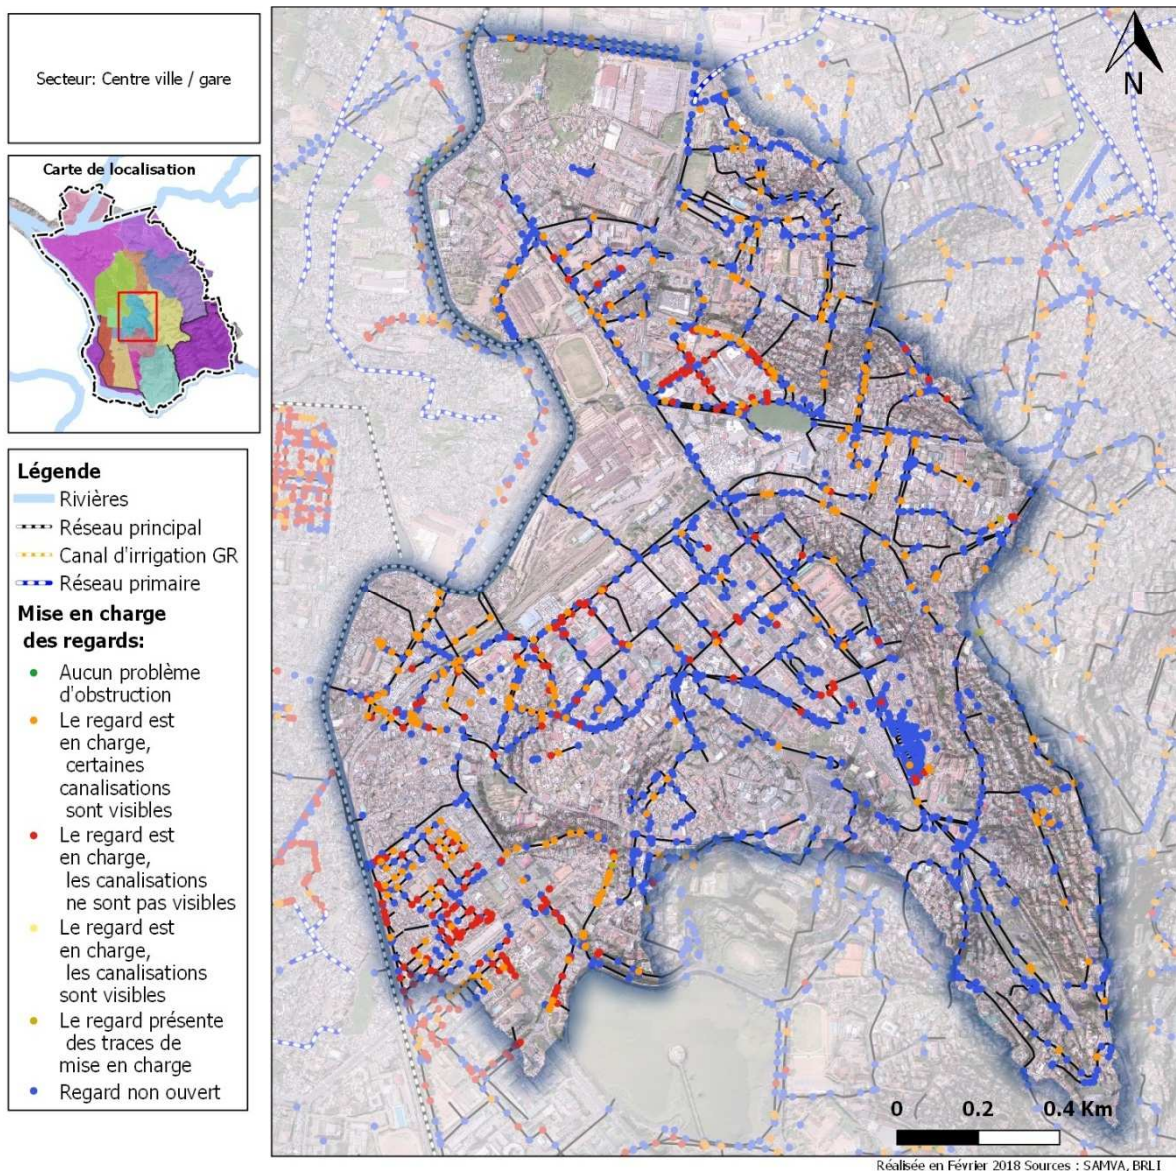 Secteur: Centre ville / gare
Carte de localisation
Légende
Rivières
Réseau principal
Canal d'irrigation GR
Réseau primaire
Mise en charge
des regards:
Aucun problème
d'obstruction
Le regard est
en charge,
certaines
canalisations
sont visibles
Le regard est
en charge,
les canalisations
ne sont pas visibles
Le regard est
en charge,
les canalisations
sont visibles
Le regard présente
des traces de
mise en charge
Regard non ouvert
N
0 0.2 0.4 Km
Réalisée en Février 2018 Sources : SAMVA, BRLI